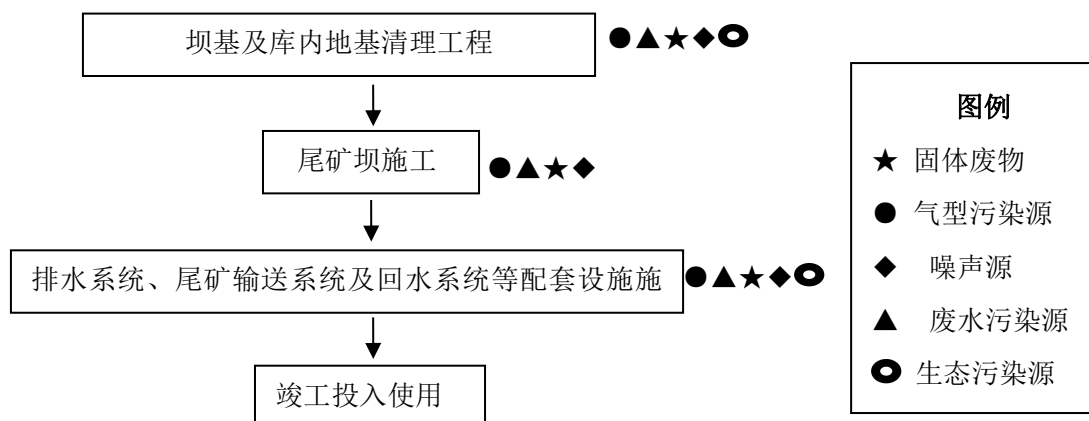 坝基及库内地基清理工程 ●▲★◆
尾矿坝施工 ●▲★◆
排水系统、尾矿输送系统及回水系统等配套设施施 ●▲★◆
竣工投入使用
图例
★ 固体废物
● 气型污染源
◆ 噪声源
▲ 废水污染源
生态污染源